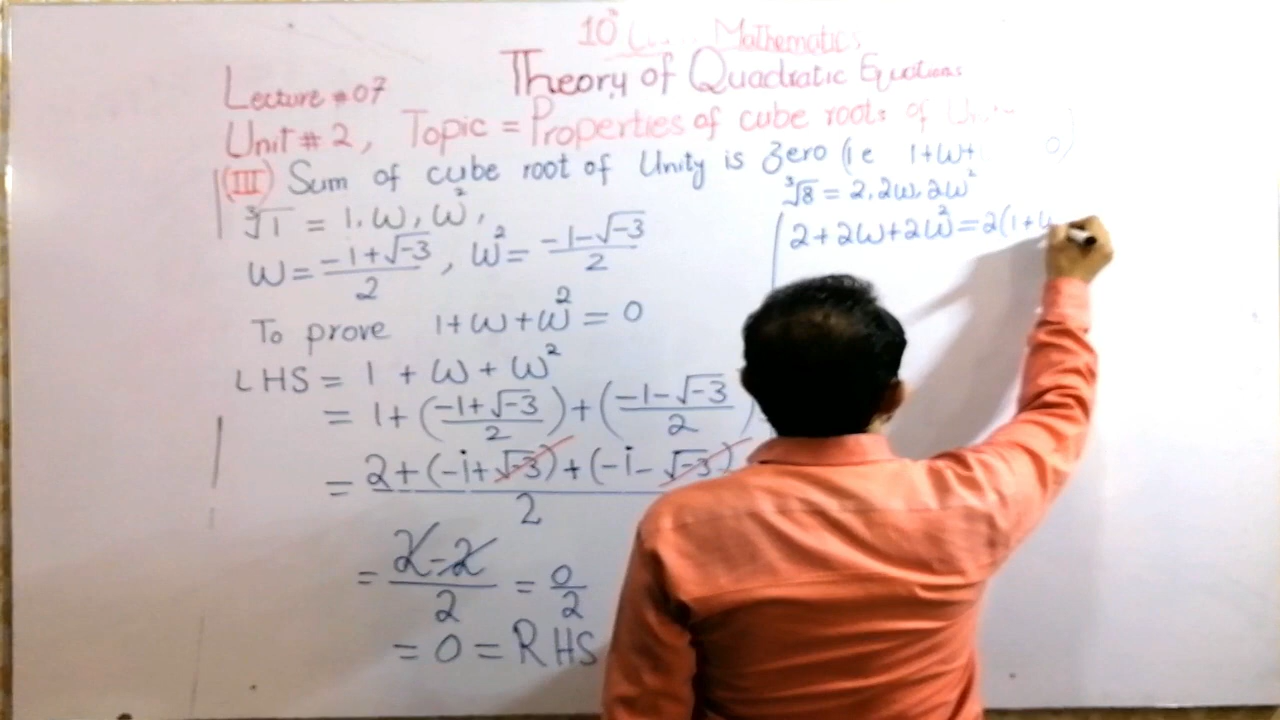 10th Mathematics
Theory of Quadratic Equations
Lecture # 07
Unit # 2, Topic = Properties of cube roots of
(III) Sum of cube root of Unity is Zero (ie 1+ω+ 0)
∛1 = 1, ω, ω²,
ω = (-1+√-3)/2 , ω² = (-1-√-3)/2
To prove 1+ω+ω² = 0
LHS = 1 + ω + ω²
= 1 + ((-1+√-3)/2) + ((-1-√-3)/2
= (2+(-1+√-3)+(-1-√-3))/2
= (2-2)/2 = 0/2
= 0 = RHS
∛8 = 2, 2ω, 2ω²
2+2ω+2ω² = 2(1+ω